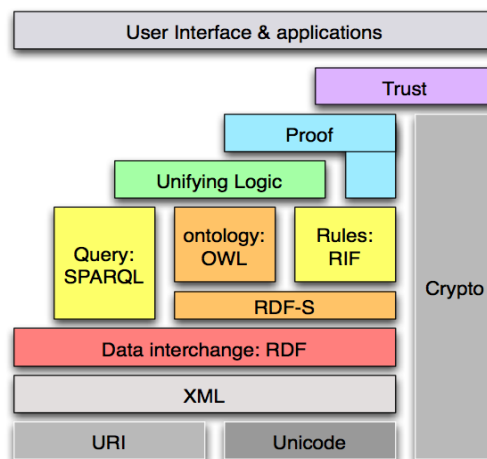 User Interface & applications
Trust
Proof
Unifying Logic
Query:
SPARQL
ontology:
OWL
Rules:
RIF
Crypto
RDF-S
Data interchange: RDF
XML
URI
Unicode